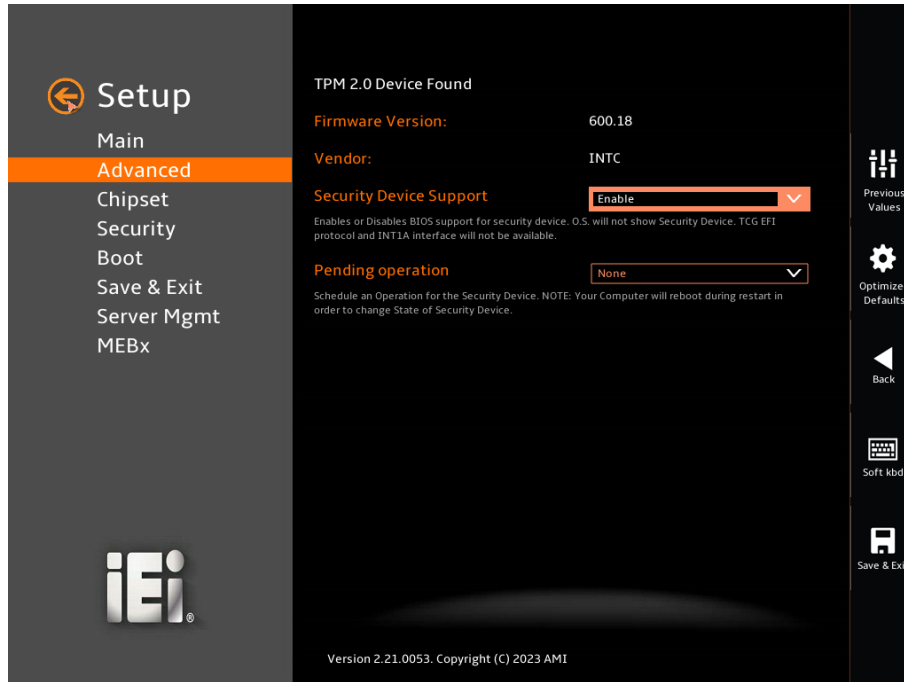 Setup
Main
Advanced
Chipset
Security
Boot
Save & Exit
Server Mgmt
MEBx
iEi®
TPM 2.0 Device Found
Firmware Version: 600.18
Vendor: INTC
Security Device Support Enable
Enables or Disables BIOS support for security device. O.S. will not show Security Device. TCG EFI
protocol and INT1A interface will not be available.
Pending operation None
Schedule an Operation for the Security Device. NOTE: Your Computer will reboot during restart in
order to change State of Security Device.
Version 2.21.0053. Copyright (C) 2023 AMI
Previous
Values
Optimize
Defaults
Back
Soft kbd
Save & Exi